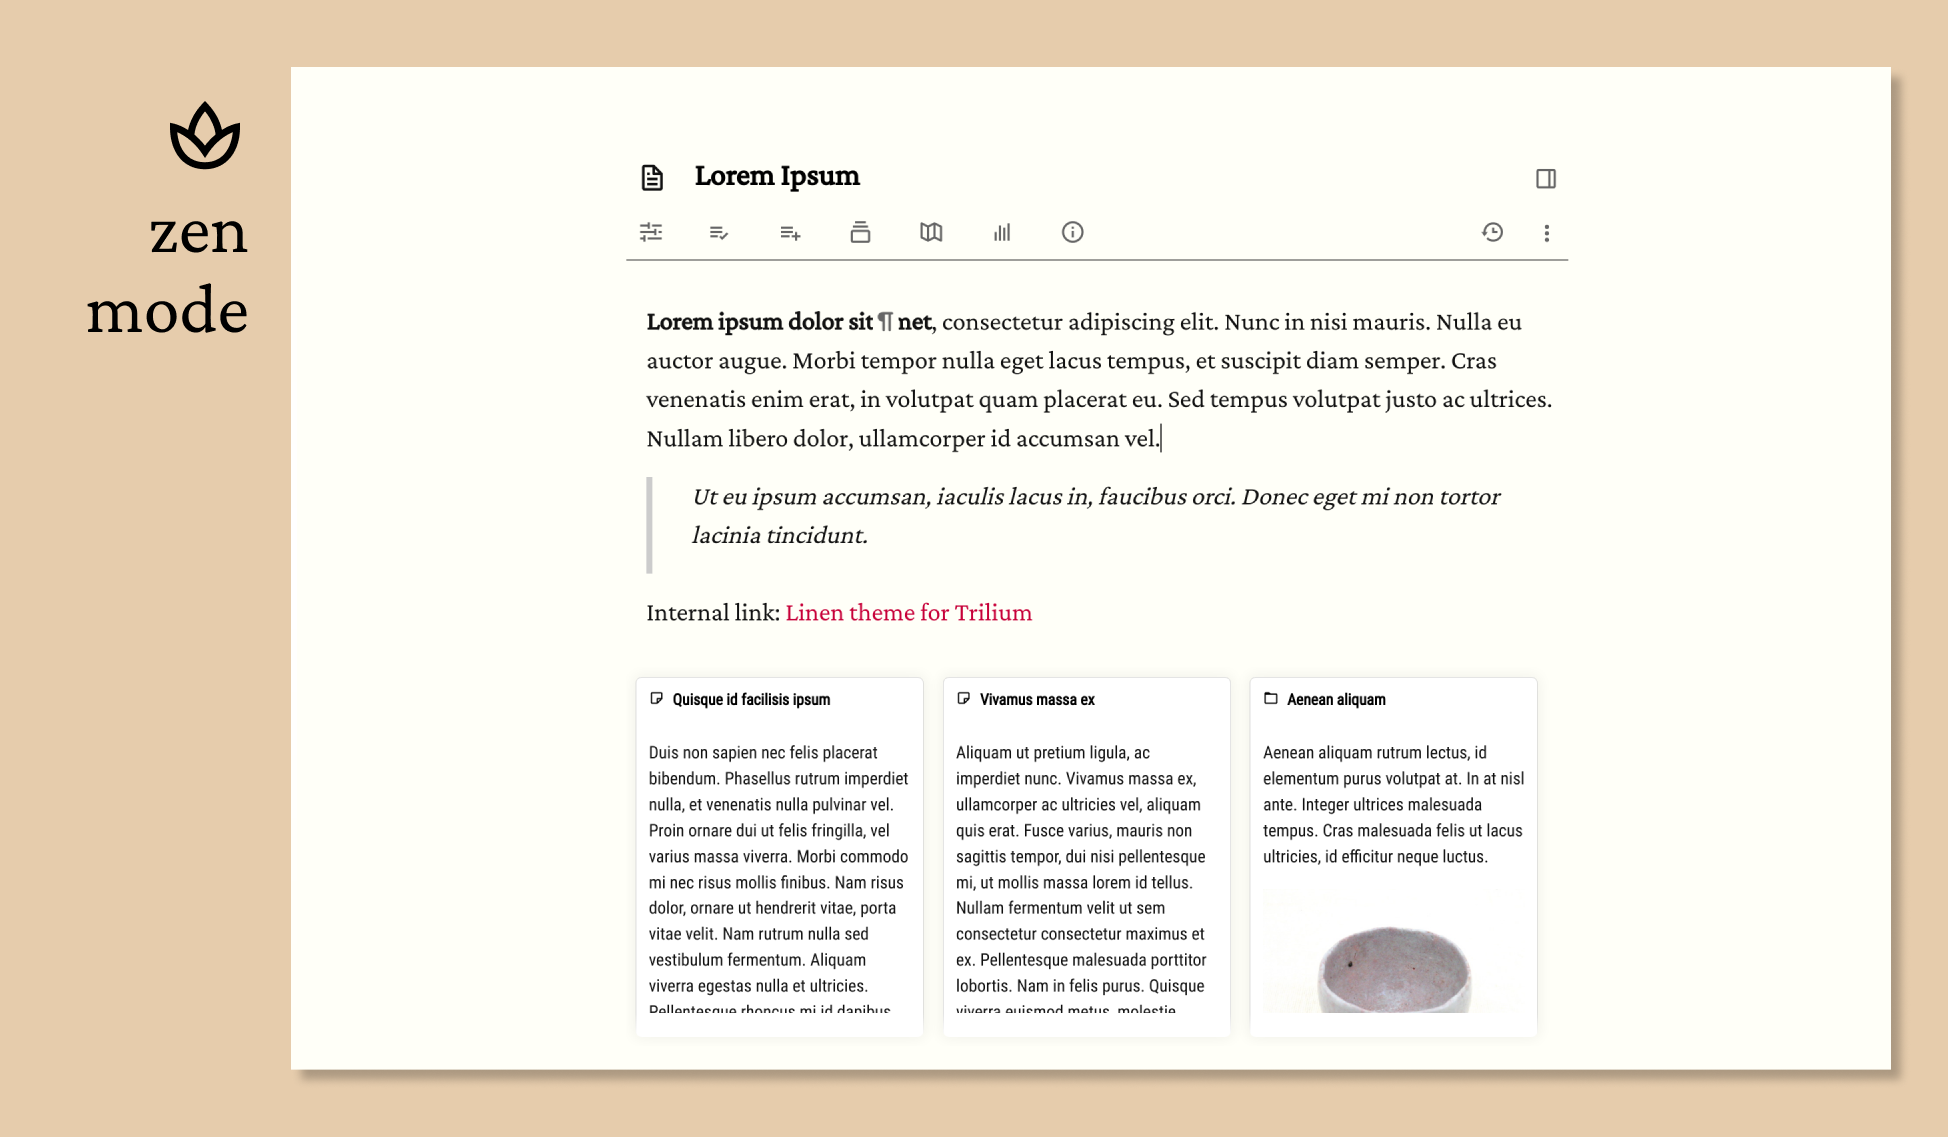 zen
mode
Lorem Ipsum
Lorem ipsum dolor sit ¶ net, consectetur adipiscing elit. Nunc in nisi mauris. Nulla eu
auctor augue. Morbi tempor nulla eget lacus tempus, et suscipit diam semper. Cras
venenatis enim erat, in volutpat quam placerat eu. Sed tempus volutpat justo ac ultrices.
Nullam libero dolor, ullamcorper id accumsan vel.
Ut eu ipsum accumsan, iaculis lacus in, faucibus orci. Donec eget mi non tortor
lacinia tincidunt.
Internal link: Linen theme for Trilium
Quisque id facilisis ipsum
Duis non sapien nec felis placerat
bibendum. Phasellus rutrum imperdiet
nulla, et venenatis nulla pulvinar vel.
Proin ornare dui ut felis fringilla, vel
varius massa viverra. Morbi commodo
mi nec risus mollis finibus. Nam risus
dolor, ornare ut hendrerit vitae, porta
vitae velit. Nam rutrum nulla sed
vestibulum fermentum. Aliquam
viverra egestas nulla et ultricies.
Pellentesque rhoncus mi id dapibus
Vivamus massa ex
Aliquam ut pretium ligula, ac
imperdiet nunc. Vivamus massa ex,
ullamcorper ac ultricies vel, aliquam
quis erat. Fusce varius, mauris non
sagittis tempor, dui nisi pellentesque
mi, ut mollis massa lorem id tellus.
Nullam fermentum velit ut sem
consectetur consectetur maximus et
ex. Pellentesque malesuada porttitor
lobortis. Nam in felis purus. Quisque
viverra euismod metus, molestie
Aenean aliquam
Aenean aliquam rutrum lectus, id
elementum purus volutpat at. In at nisl
ante. Integer ultrices malesuada
tempus. Cras malesuada felis ut lacus
ultricies, id efficitur neque luctus.